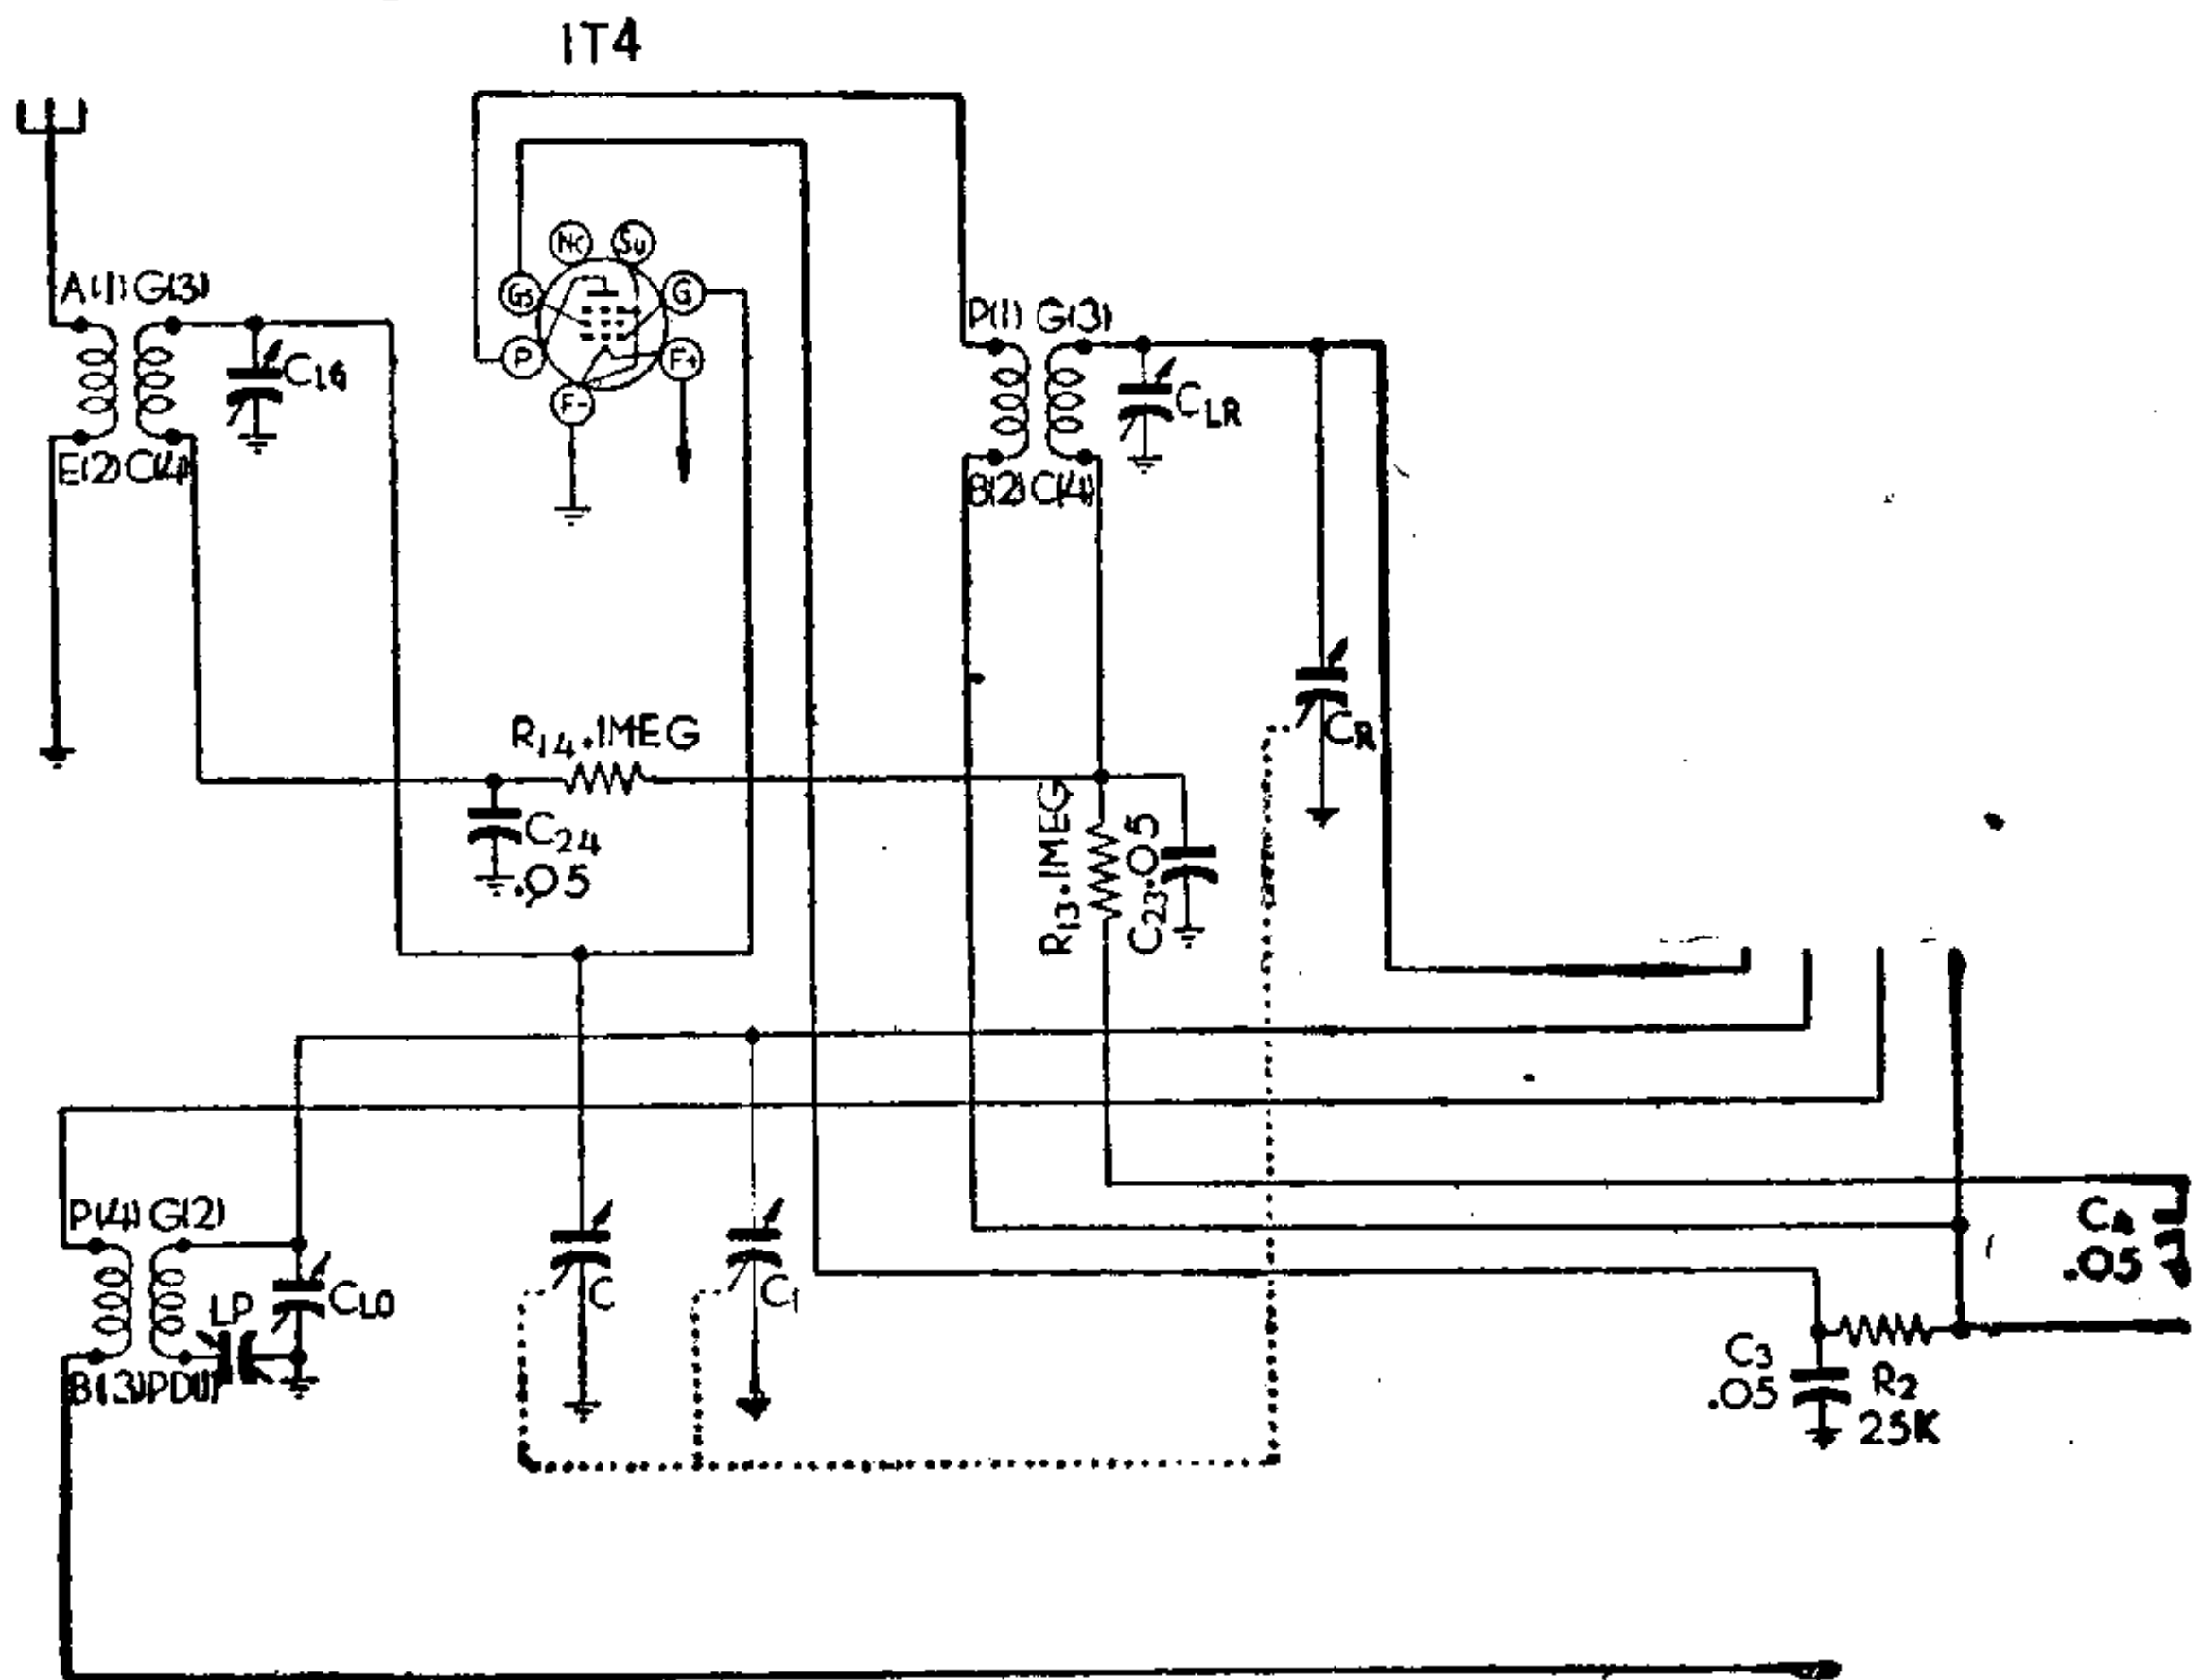 1T4
NC Su
Gs G
P F+
F-
A(1) G(3)
C16
E(2) C(4)
P(1) G(3)
CLR
B(2) C(4)
CR
R14 .1MEG
C24
.05
R13 .1MEG
C23 .05
P(4) G(2)
LP
CLO
B(3) PD(1)
C
C1
C4
.05
C3
.05
R2
25K